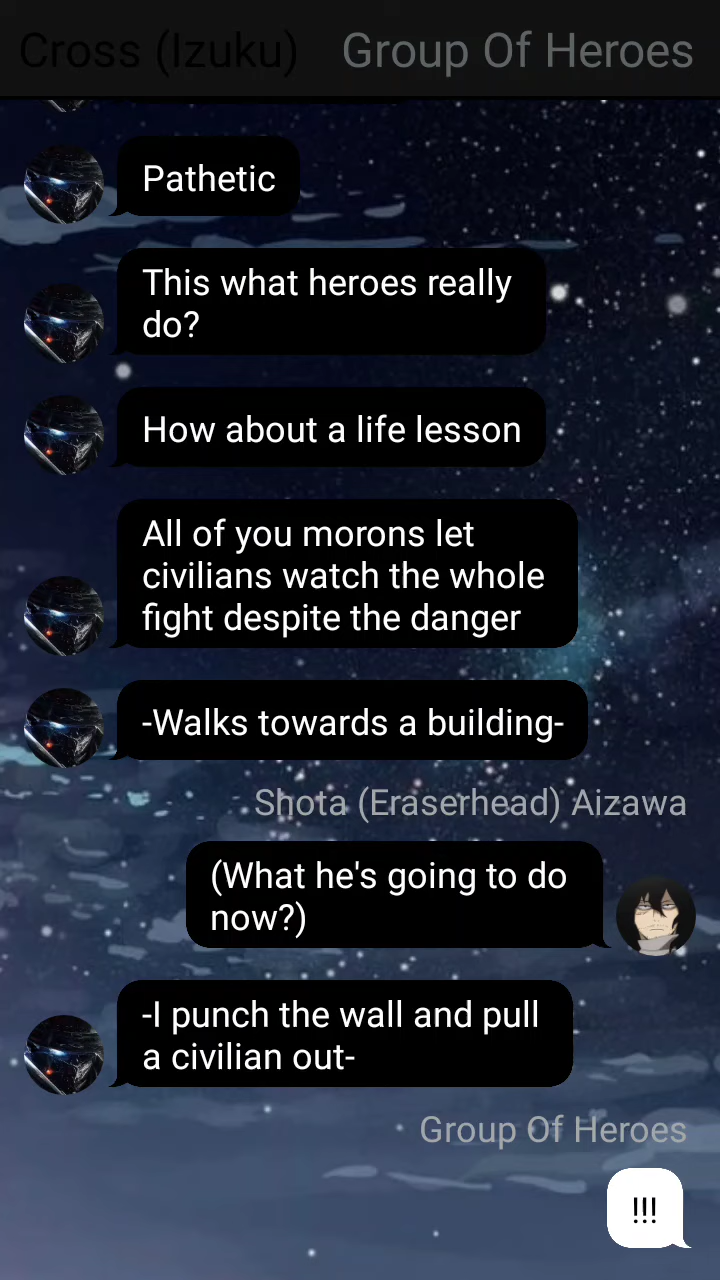 Cross (Izuku) Group Of Heroes
Pathetic
This what heroes really
do?
How about a life lesson
All of you morons let
civilians watch the whole
fight despite the danger
-Walks towards a building-
Shota (Eraserhead) Aizawa
(What he's going to do
now?)
-I punch the wall and pull
a civilian out-
Group Of Heroes
!!!